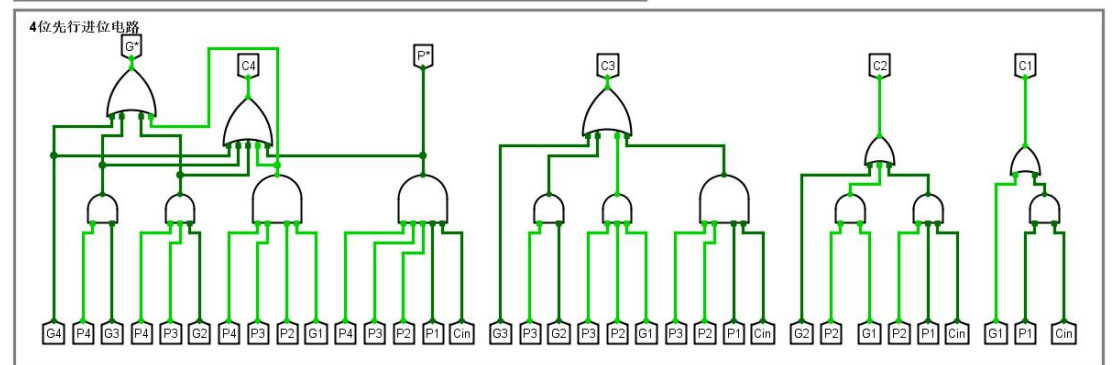 4位先行进位电路
G*
C4
P*
C3
C2
C1
G4 P4 G3 P4 P3 G2 P4 P3 P2 G1 P4 P3 P2 P1 Cin G3 P3 G2 P3 P2 G1 P3 P2 P1 Cin G2 P2 G1 P2 P1 Cin G1 P1 Cin